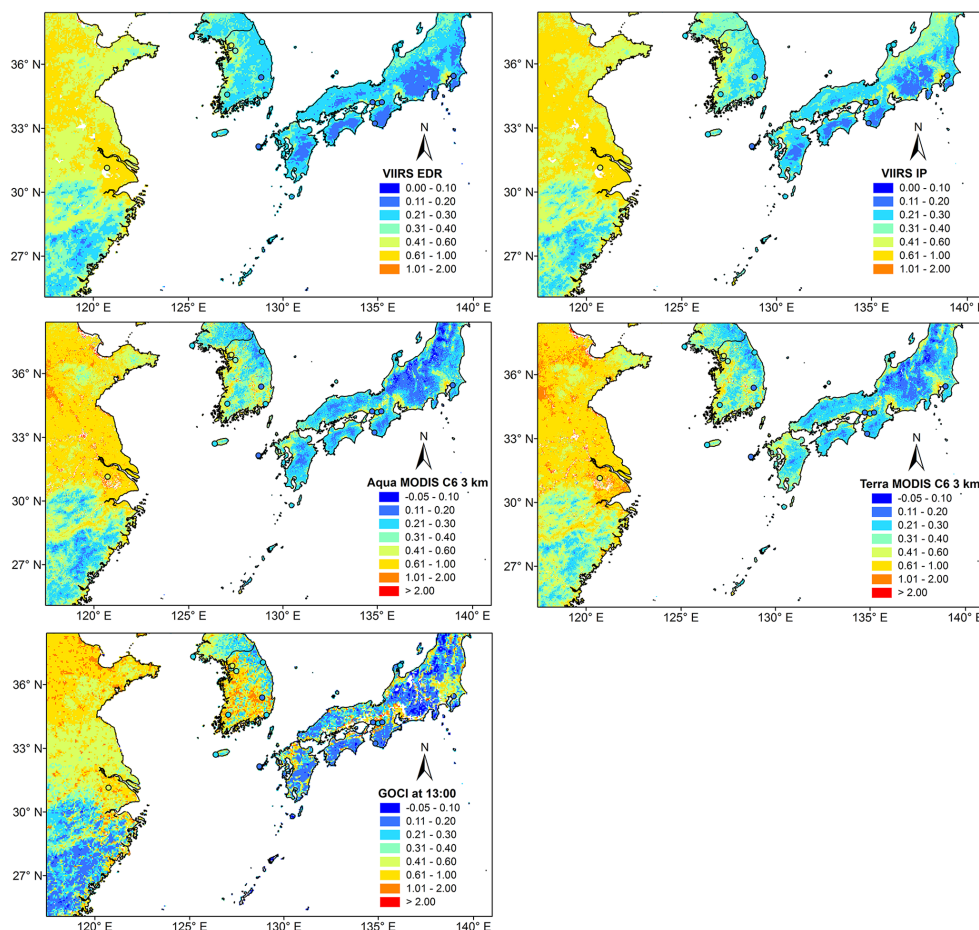 36° N
33° N
30° N
27° N
N
VIIRS EDR
0.00 - 0.10
0.11 - 0.20
0.21 - 0.30
0.31 - 0.40
0.41 - 0.60
0.61 - 1.00
1.01 - 2.00
120° E
125° E
130° E
135° E
140° E
36° N
33° N
30° N
27° N
N
VIIRS IP
0.00 - 0.10
0.11 - 0.20
0.21 - 0.30
0.31 - 0.40
0.41 - 0.60
0.61 - 1.00
1.01 - 2.00
120° E
125° E
130° E
135° E
140° E
36° N
33° N
30° N
27° N
N
Aqua MODIS C6 3 km
-0.05 - 0.10
0.11 - 0.20
0.21 - 0.30
0.31 - 0.40
0.41 - 0.60
0.61 - 1.00
1.01 - 2.00
> 2.00
120° E
125° E
130° E
135° E
140° E
36° N
33° N
30° N
27° N
N
Terra MODIS C6 3 km
-0.05 - 0.10
0.11 - 0.20
0.21 - 0.30
0.31 - 0.40
0.41 - 0.60
0.61 - 1.00
1.01 - 2.00
> 2.00
120° E
125° E
130° E
135° E
140° E
36° N
33° N
30° N
27° N
N
GOCI at 13:00
-0.05 - 0.10
0.11 - 0.20
0.21 - 0.30
0.31 - 0.40
0.41 - 0.60
0.61 - 1.00
1.01 - 2.00
> 2.00
120° E
125° E
130° E
135° E
140° E